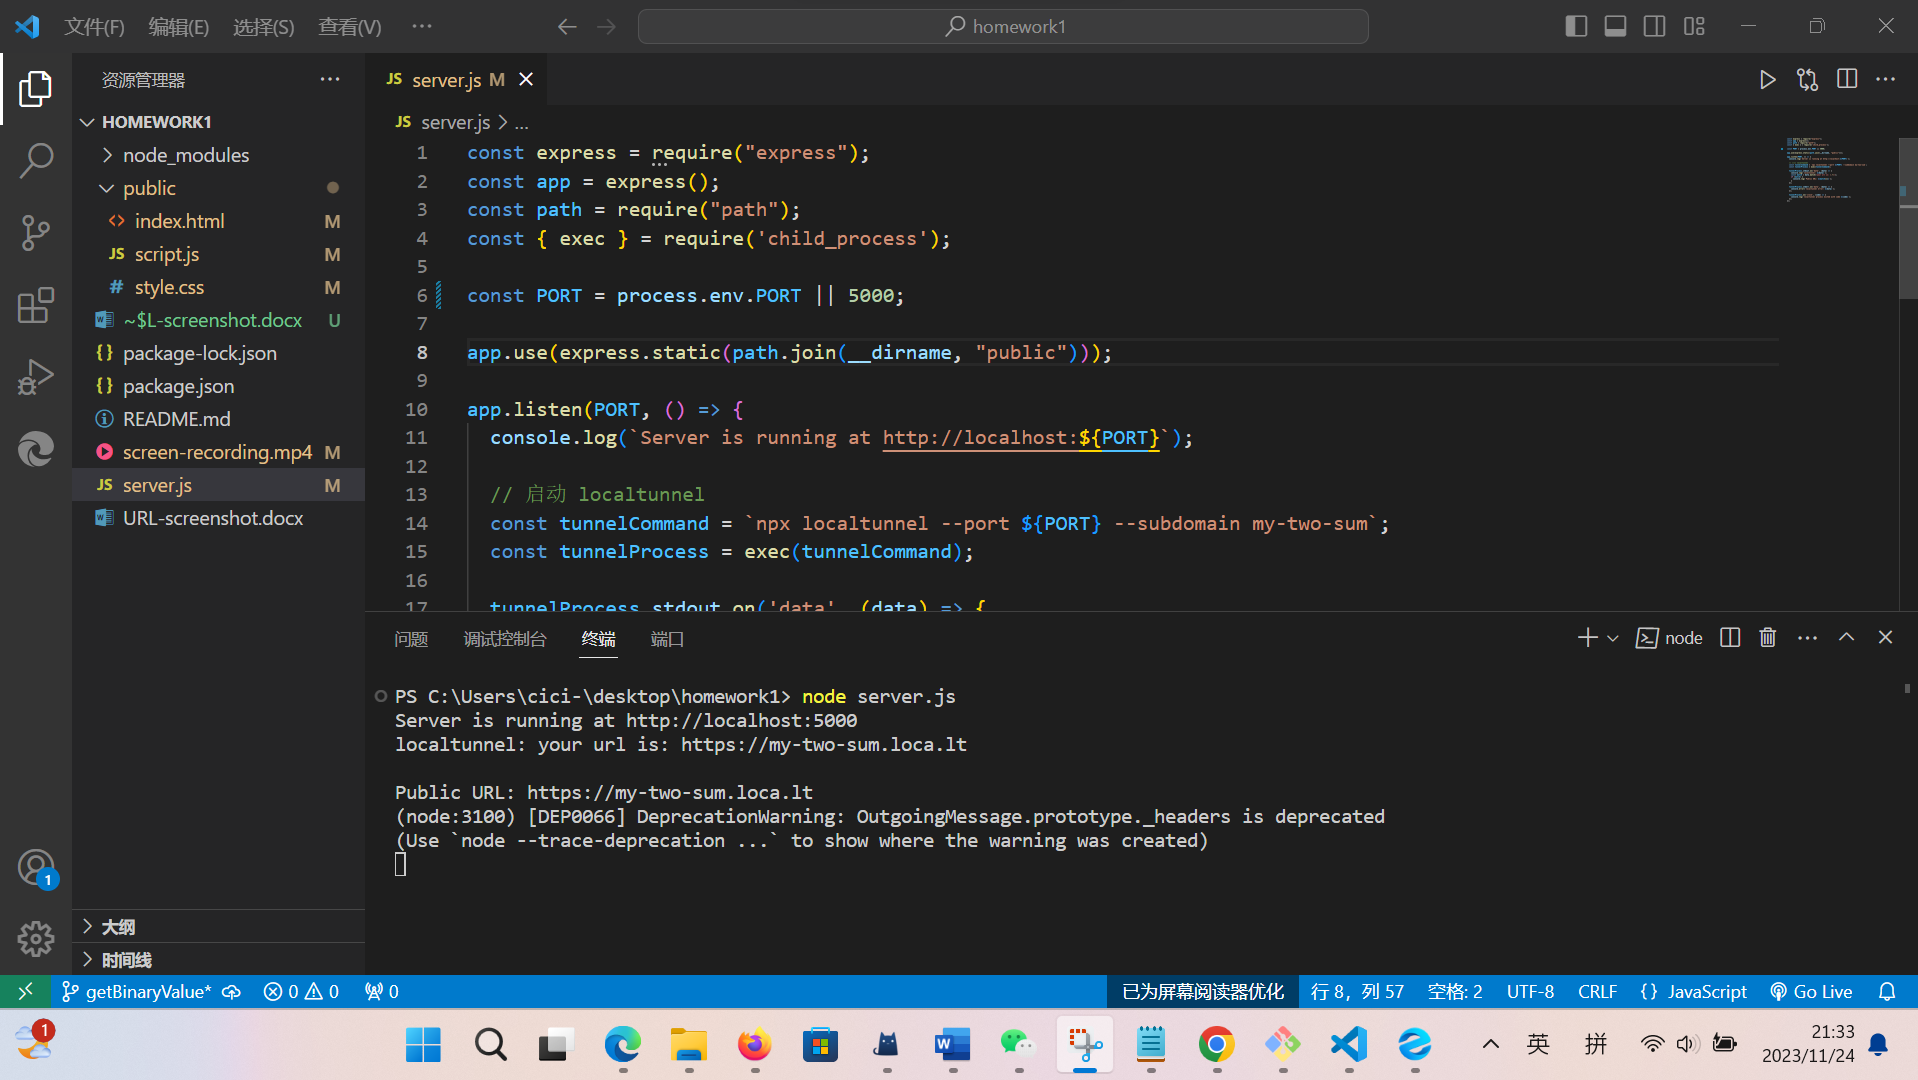 文件(F) 编辑(E) 选择(S) 查看(V) ··· homework1
资源管理器 ···
JS server.js M
HOMEWORK1
JS server.js > ...
node_modules
public
index.html M
JS script.js M
# style.css M
~$L-screenshot.docx U
{} package-lock.json
{} package.json
README.md
screen-recording.mp4 M
JS server.js M
URL-screenshot.docx
大纲
时间线
1
1 const express = require("express");
2 const app = express();
3 const path = require("path");
4 const { exec } = require('child_process');
5
6 const PORT = process.env.PORT || 5000;
7
8 app.use(express.static(path.join(__dirname, "public")));
9
10 app.listen(PORT, () => {
11 console.log(`Server is running at http://localhost:${PORT}`);
12
13 // 启动 localtunnel
14 const tunnelCommand = `npx localtunnel --port ${PORT} --subdomain my-two-sum`;
15 const tunnelProcess = exec(tunnelCommand);
16
17 tunnelProcess.stdout.on('data', (data) => {
问题 调试控制台 终端 端口
node
PS C:\Users\cici-\desktop\homework1> node server.js
Server is running at http://localhost:5000
localtunnel: your url is: https://my-two-sum.loca.lt
Public URL: https://my-two-sum.loca.lt
(node:3100) [DEP0066] DeprecationWarning: OutgoingMessage.prototype._headers is deprecated
(Use `node --trace-deprecation ...` to show where the warning was created)
getBinaryValue* 0 0 0 已为屏幕阅读器优化 行 8，列 57 空格: 2 UTF-8 CRLF {} JavaScript Go Live
1
英 拼 21:33
2023/11/24